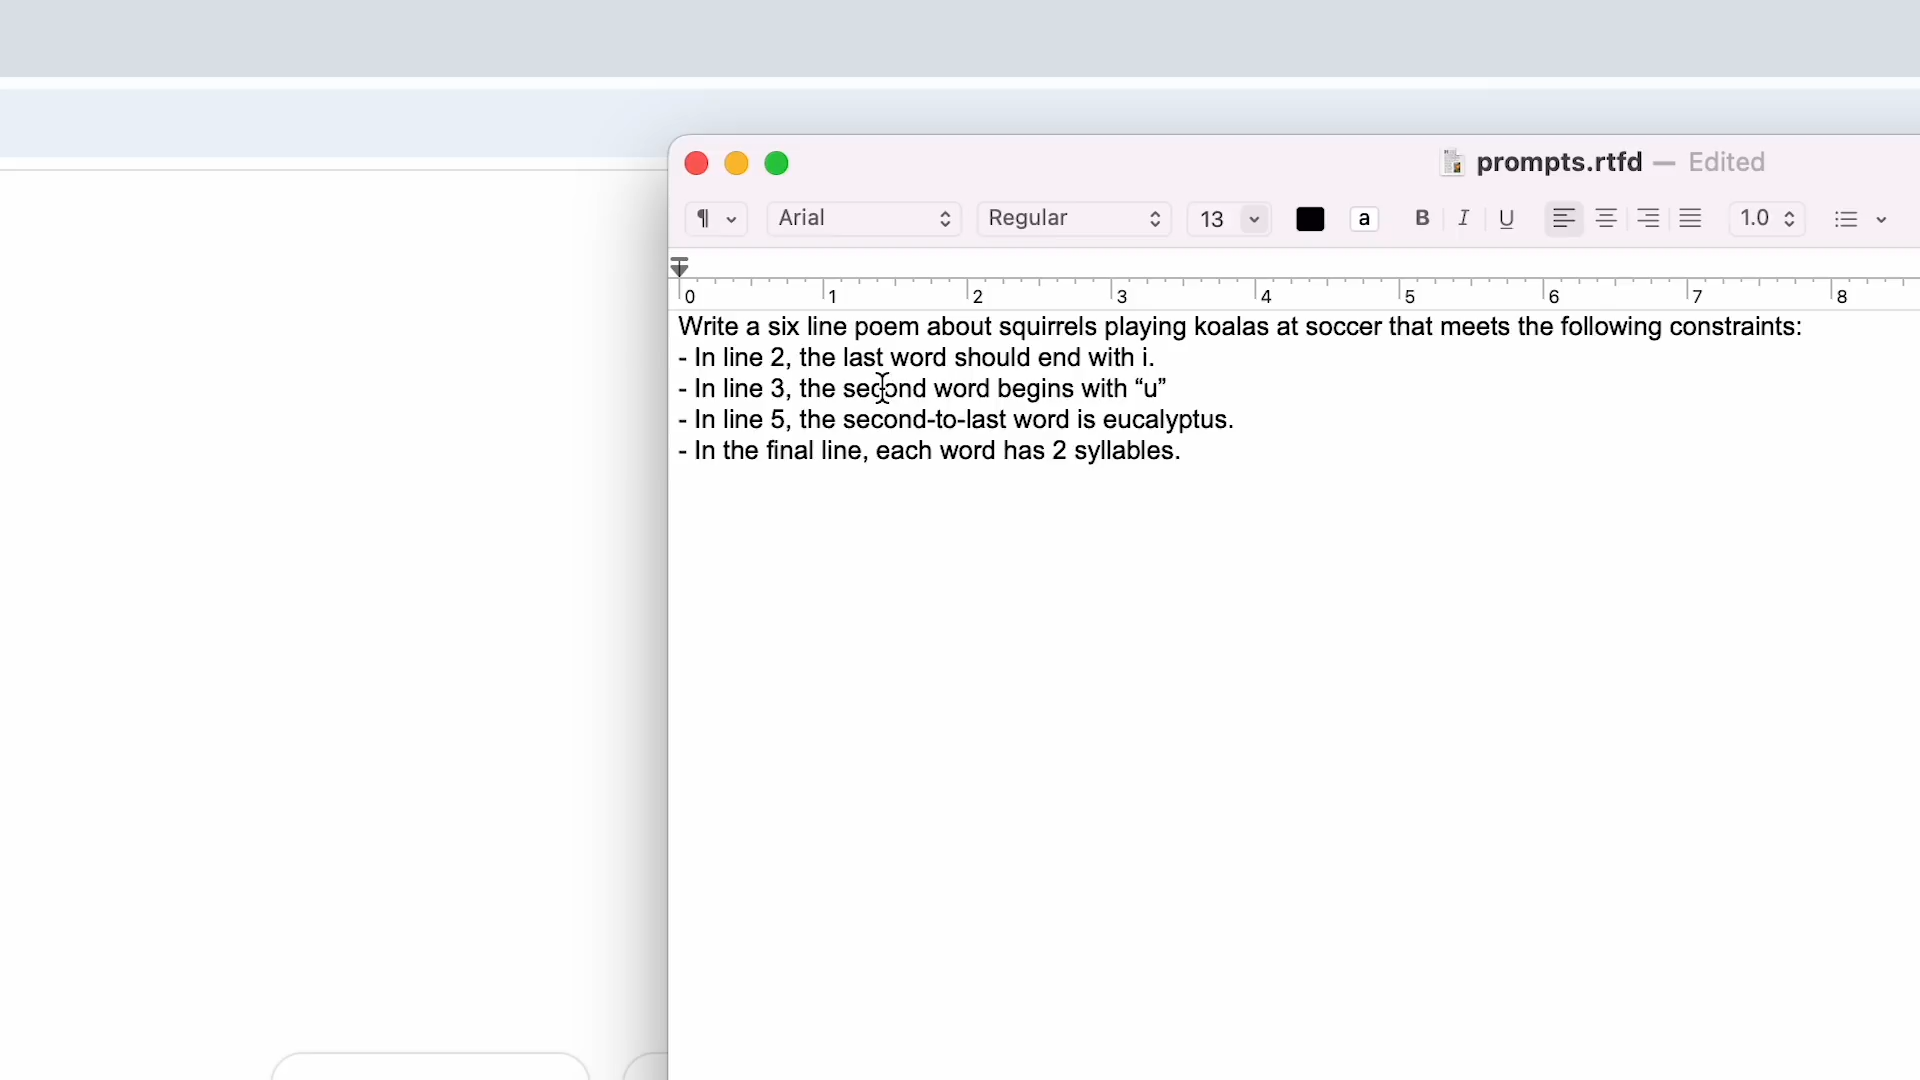 prompts.rtfd — Edited
¶ Arial Regular 13 a B I U 1.0
0 1 2 3 4 5 6 7 8
Write a six line poem about squirrels playing koalas at soccer that meets the following constraints:
- In line 2, the last word should end with i.
- In line 3, the second word begins with “u”
- In line 5, the second-to-last word is eucalyptus.
- In the final line, each word has 2 syllables.